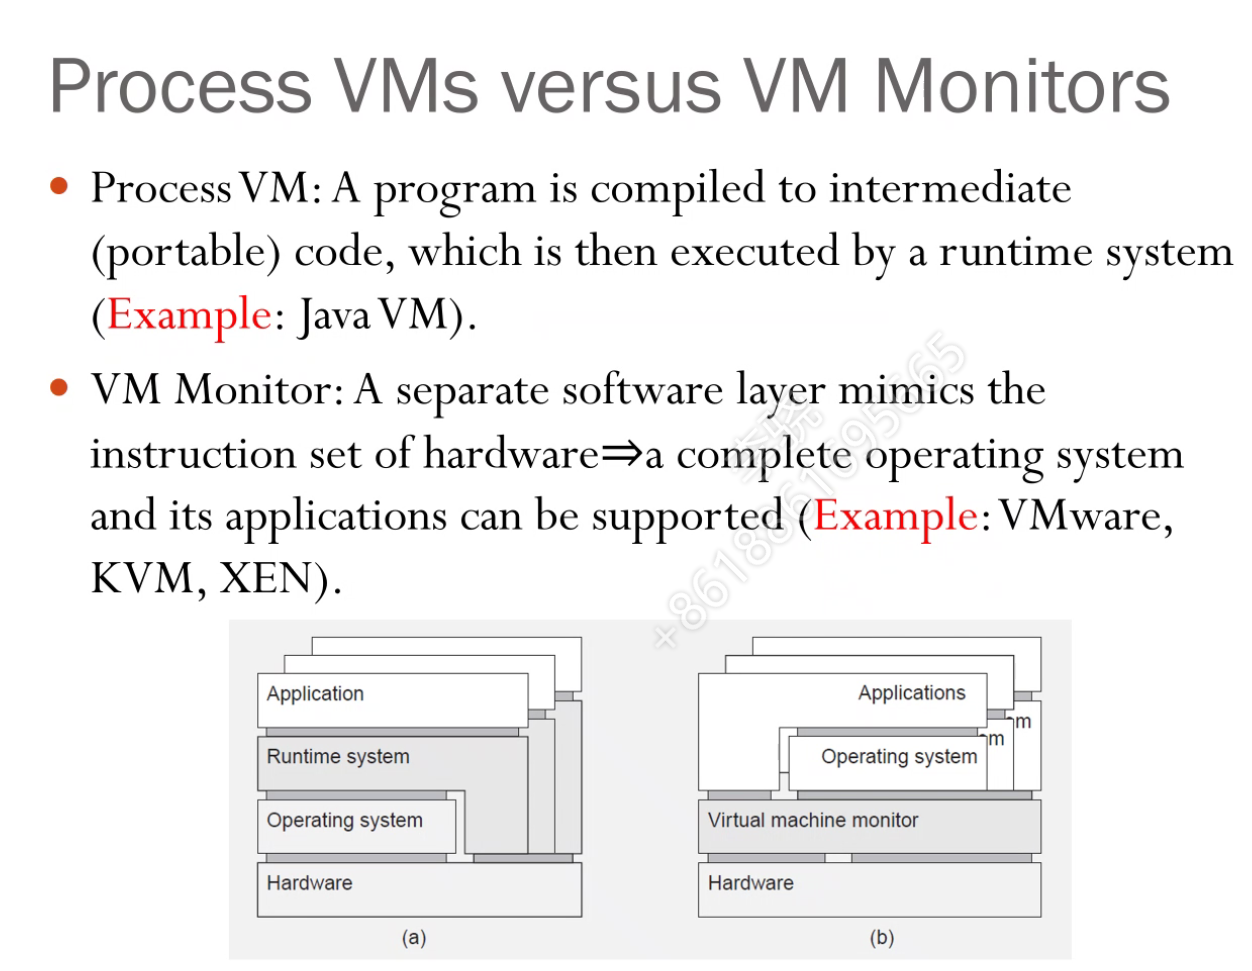 Process VMs versus VM Monitors
• Process VM: A program is compiled to intermediate
(portable) code, which is then executed by a runtime system
(Example: Java VM).
• VM Monitor: A separate software layer mimics the
instruction set of hardware⇒a complete operating system
and its applications can be supported (Example: VMware,
KVM, XEN).
Application
Runtime system
Operating system
Hardware
(a)
Applications
m
m
Operating system
Virtual machine monitor
Hardware
(b)